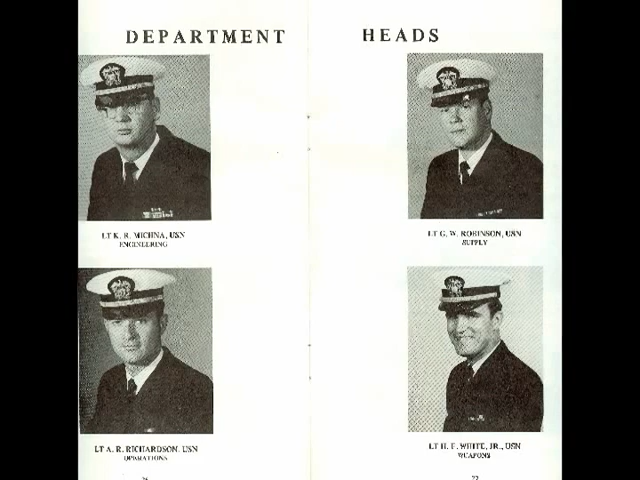 DEPARTMENT HEADS
LT K. R. MICHNA, USN
ENGINEERING
LT G. W. ROBINSON, USN
SUPPLY
LT A. R. RICHARDSON, USN
OPERATIONS
LT H. F. WHITE, JR., USN
WEAPONS